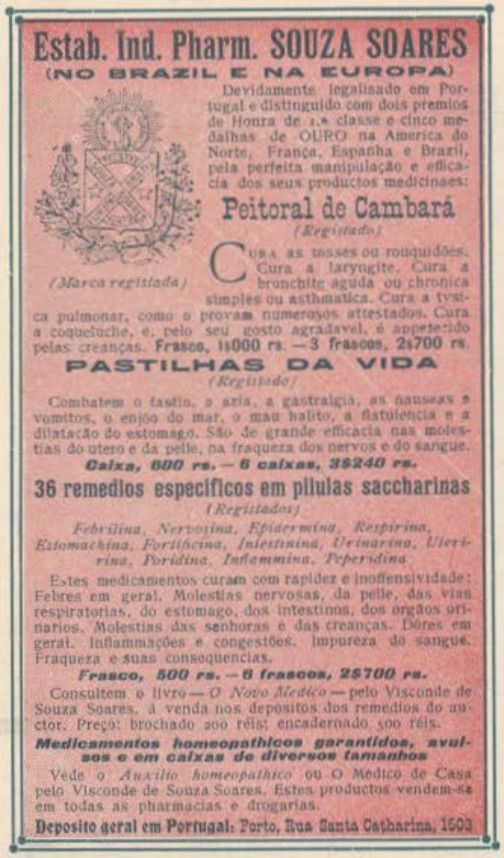 Estab. Ind. Pharm. SOUZA SOARES
(NO BRAZIL E NA EUROPA)
Devidamente legalisado em Por-
tugal e distinguido com dois premios
de Honra de 1.ª classe e cinco me-
dalhas de OURO na America do
Norte, França, Espanha e Brazil,
pela perfeita manipulação e effica-
cia dos seus productos medicinaes:
Peitoral de Cambará
(Registado)
(Marca registada)
CURA as tosses ou rouquidões.
Cura a laryngite. Cura a
bronchite aguda ou chronica
simples ou asthmatica. Cura a tysi-
ca pulmonar, como o provam numerosos attestados. Cura
a coqueluche, e, pelo seu gosto agradavel, é appetecido
pelas creanças. Frasco, 1$000 rs. — 3 frascos, 2$700 rs.
PASTILHAS DA VIDA
(Registado)
Combatem o fastio, a azia, a gastralgia, as nauseas e
vomitos, o enjôo do mar, o mau halito, a flatulencia e a
dilatação do estomago. São de grande efficacia nas moles-
tias do utero e da pelle, na fraqueza dos nervos e do sangue.
Caixa, 600 rs. — 6 caixas, 3$240 rs.
36 remedios especificos em pilulas saccharinas
(Registados)
Febrilina, Nervosina, Epidermina, Respirina,
Estomachina, Fortificina, Intestinina, Urinarina, Uteri-
rina, Poridina, Inflammina, Peperidina
Estes medicamentos curam com rapidez e inoffensividade:
Febres em geral. Molestias nervosas, da pelle, das vias
respiratorias, do estomago, dos intestinos, dos orgãos uri-
narios. Molestias das senhoras e das creanças. Dôres em
geral. Inflammações e congestões. Impureza do sangue.
Fraqueza e suas consequencias.
Frasco, 500 rs. — 6 frascos, 2$700 rs.
Consultem o livro — O Novo Medico — pelo Visconde de
Souza Soares, á venda nos depositos dos remedios do au-
ctor. Preço: brochado 200 réis; encadernado 500 réis.
Medicamentos homeopathicos garantidos, avul-
sos e em caixas de diversos tamanhos
Vêde o Auxilio homeopathico ou O Medico de Casa
pelo Visconde de Souza Soares. Estes productos vendem-se
em todas as pharmacias e drogarias.
Deposito geral em Portugal: Porto, Rua Santa Catharina, 1503